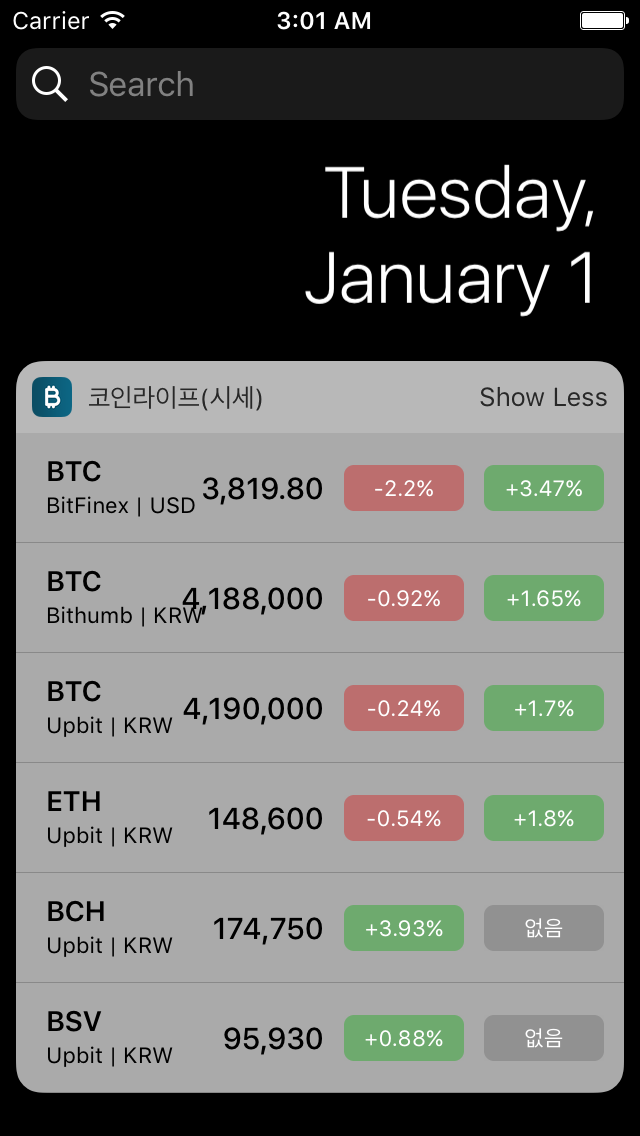 Carrier 3:01 AM
Search
Tuesday,
January 1
코인라이프(시세) Show Less
BTC
BitFinex | USD 3,819.80 -2.2% +3.47%
BTC
Bithumb | KRW 4,188,000 -0.92% +1.65%
BTC
Upbit | KRW 4,190,000 -0.24% +1.7%
ETH
Upbit | KRW 148,600 -0.54% +1.8%
BCH
Upbit | KRW 174,750 +3.93% 없음
BSV
Upbit | KRW 95,930 +0.88% 없음